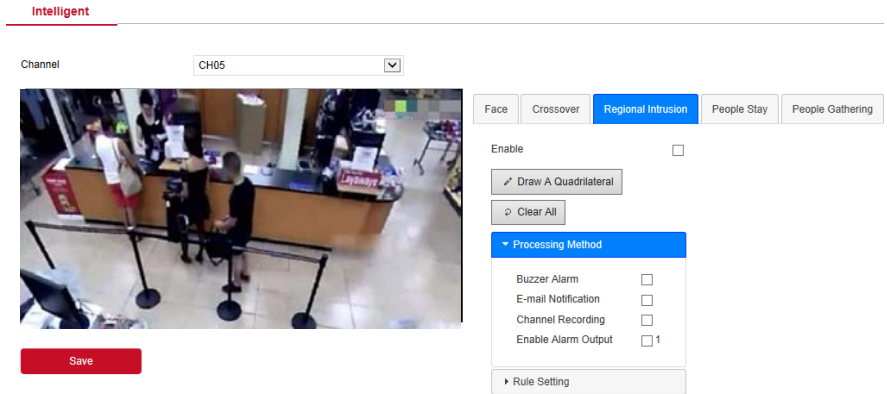 Intelligent
Channel
CH05
Face
Crossover
Regional Intrusion
People Stay
People Gathering
Enable
Draw A Quadrilateral
Clear All
Processing Method
Buzzer Alarm
E-mail Notification
Channel Recording
Enable Alarm Output
1
Rule Setting
Save